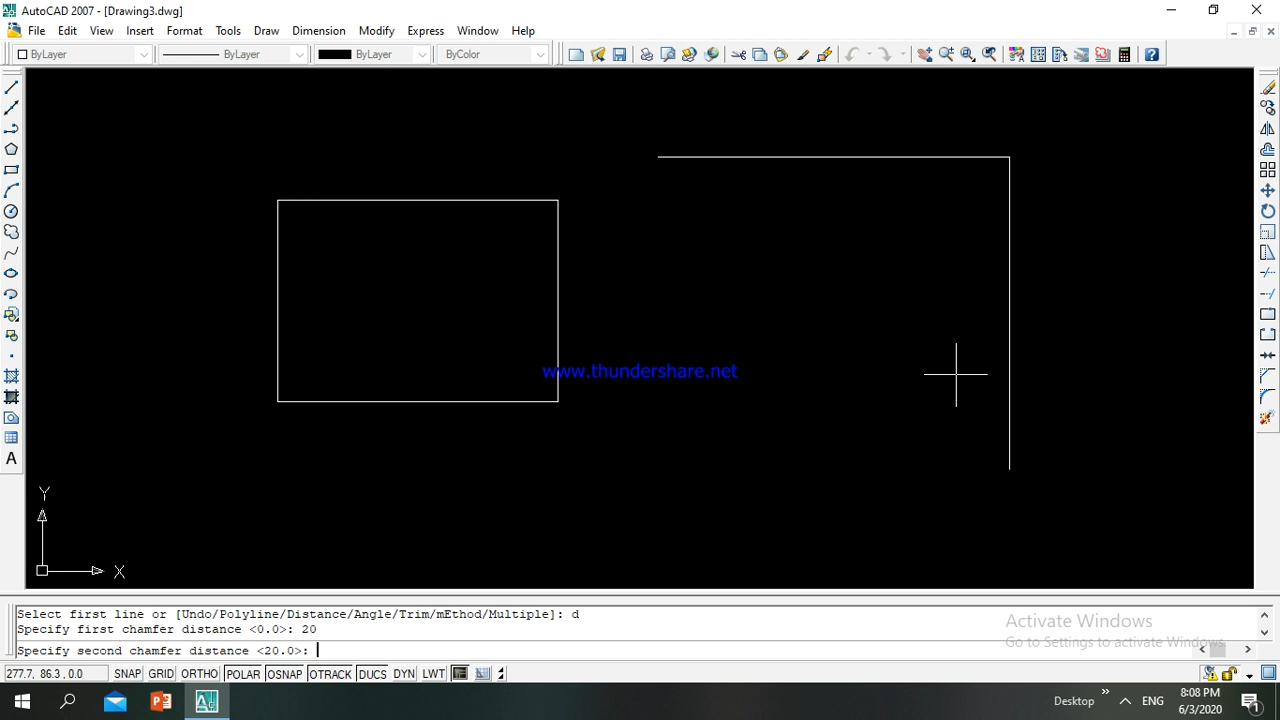 AutoCAD 2007 - [Drawing3.dwg]
File Edit View Insert Format Tools Draw Dimension Modify Express Window Help
ByLayer ByLayer ByLayer ByColor
A
www.thundershare.net
Y
X
Select first line or [Undo/Polyline/Distance/Angle/Trim/mEthod/Multiple]: d
Specify first chamfer distance <0.0>: 20
Specify second chamfer distance <20.0>:
Activate Windows
Go to Settings to activate Windows.
277.7, 86.3 , 0.0 SNAP GRID ORTHO POLAR OSNAP OTRACK DUCS DYN LWT
Desktop ENG 8:08 PM
6/3/2020
1